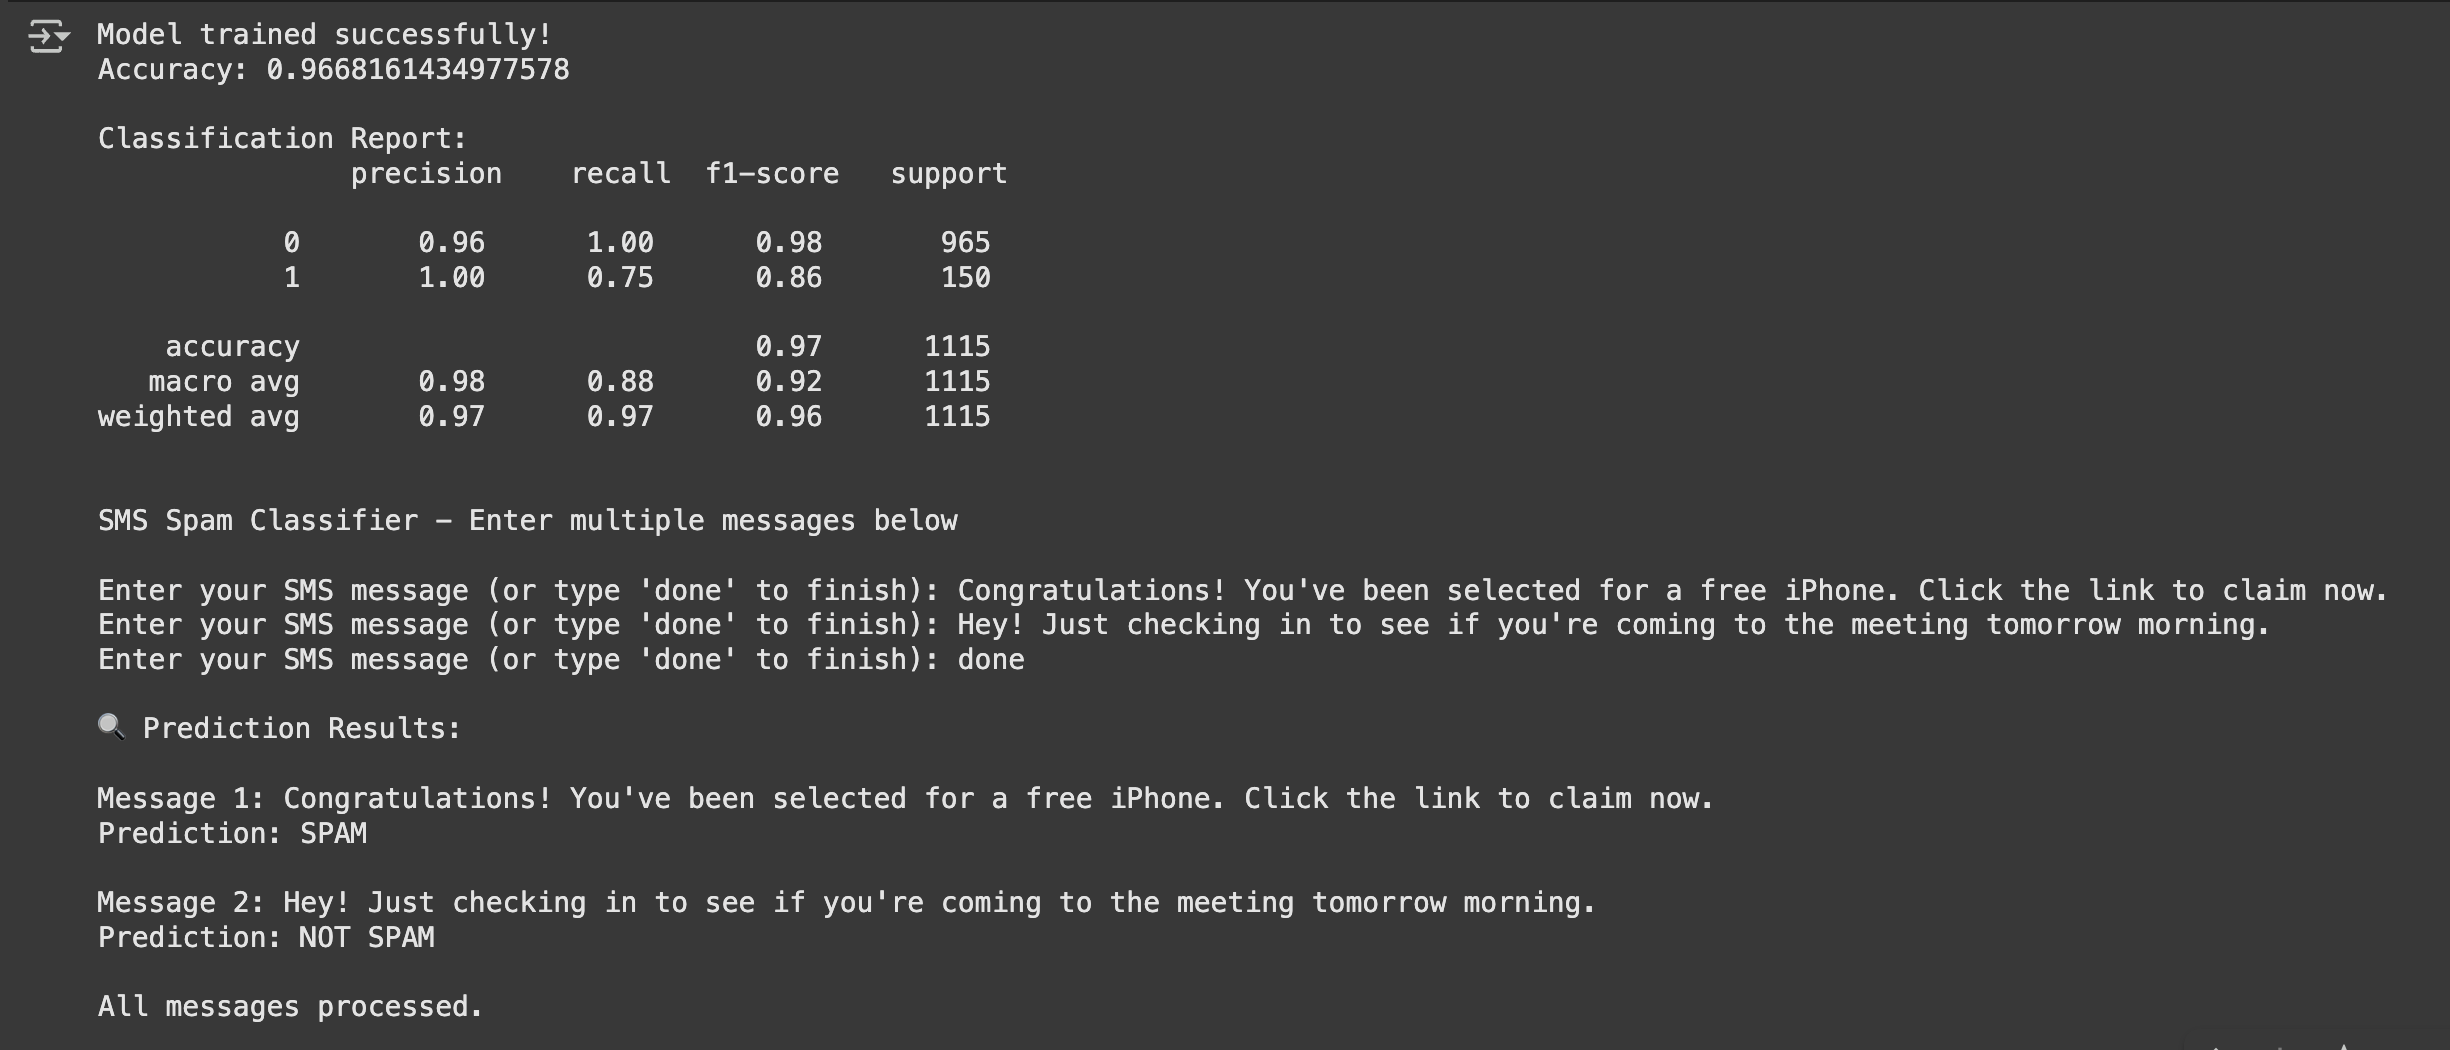 Model trained successfully!
Accuracy: 0.9668161434977578
Classification Report:
precision recall f1-score support
0 0.96 1.00 0.98 965
1 1.00 0.75 0.86 150
accuracy 0.97 1115
macro avg 0.98 0.88 0.92 1115
weighted avg 0.97 0.97 0.96 1115
SMS Spam Classifier – Enter multiple messages below
Enter your SMS message (or type 'done' to finish): Congratulations! You've been selected for a free iPhone. Click the link to claim now.
Enter your SMS message (or type 'done' to finish): Hey! Just checking in to see if you're coming to the meeting tomorrow morning.
Enter your SMS message (or type 'done' to finish): done
🔍 Prediction Results:
Message 1: Congratulations! You've been selected for a free iPhone. Click the link to claim now.
Prediction: SPAM
Message 2: Hey! Just checking in to see if you're coming to the meeting tomorrow morning.
Prediction: NOT SPAM
All messages processed.